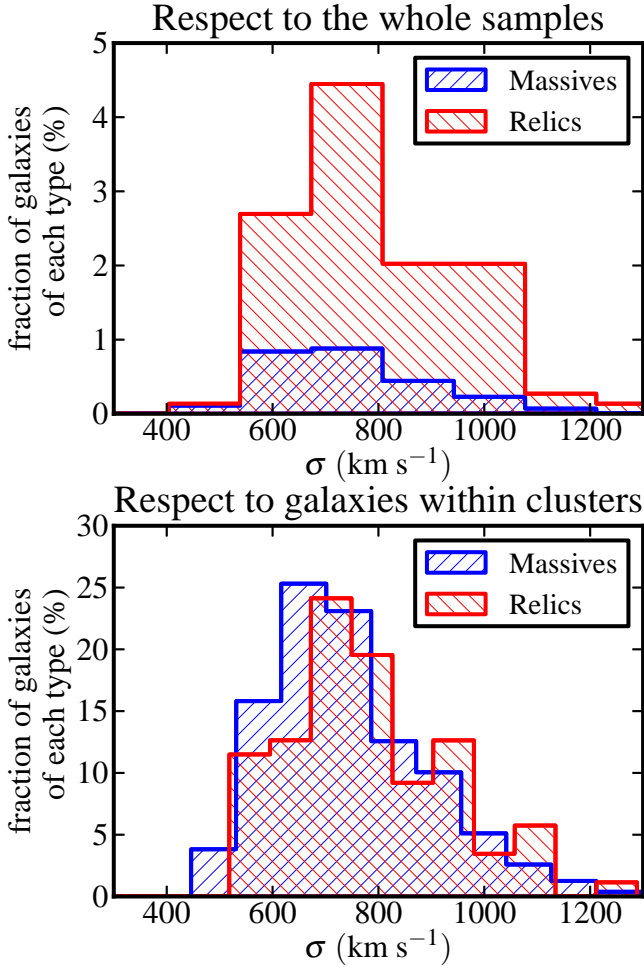 Respect to the whole samples
5
4
3
2
1
0
fraction of galaxies
of each type (%)
Massives
Relics
400
600
800
1000
1200
σ (km s⁻¹)
Respect to galaxies within clusters
30
25
20
15
10
5
0
fraction of galaxies
of each type (%)
Massives
Relics
400
600
800
1000
1200
σ (km s⁻¹)